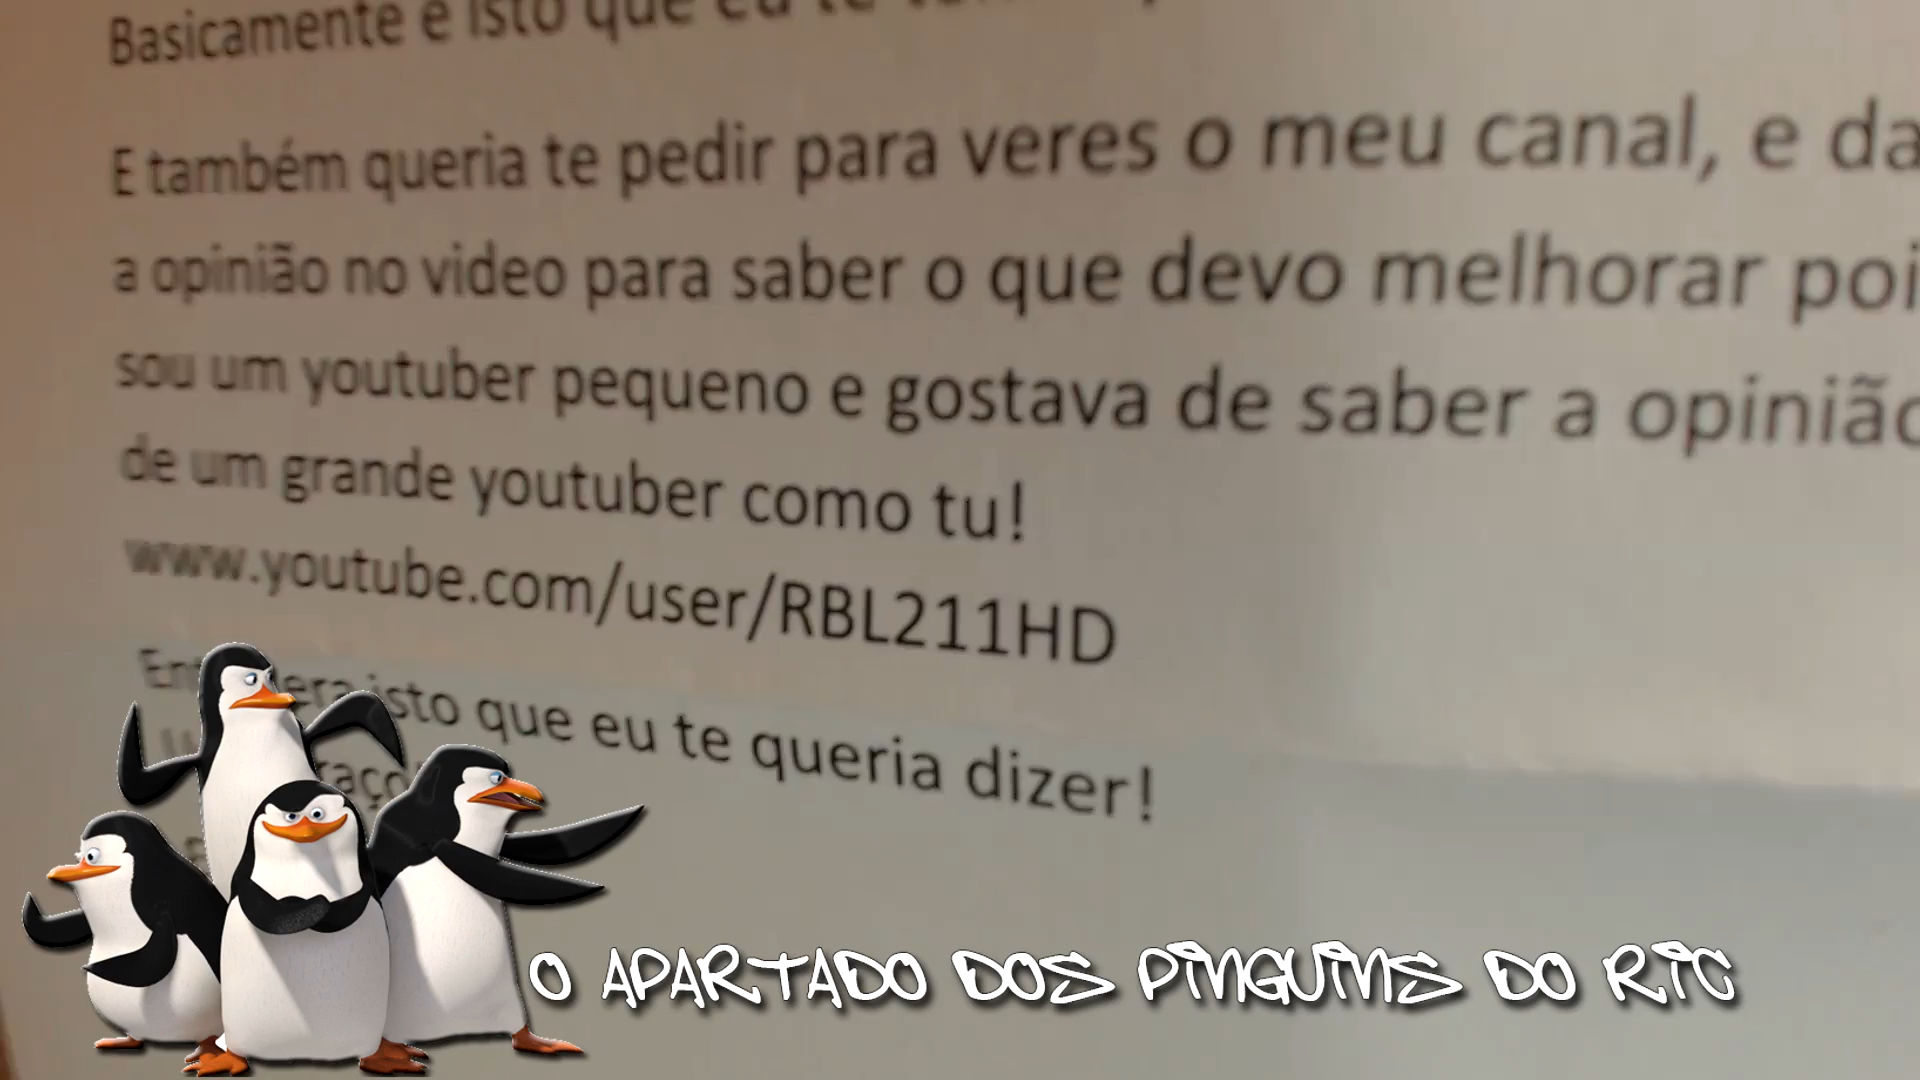 Basicamente é isto que eu te
E também queria te pedir para veres o meu canal, e da
a opinião no video para saber o que devo melhorar poi
sou um youtuber pequeno e gostava de saber a opinião
de um grande youtuber como tu!
www.youtube.com/user/RBL211HD
era isto que eu te queria dizer!
O APARTADO DOS PINGUINS DO RIC